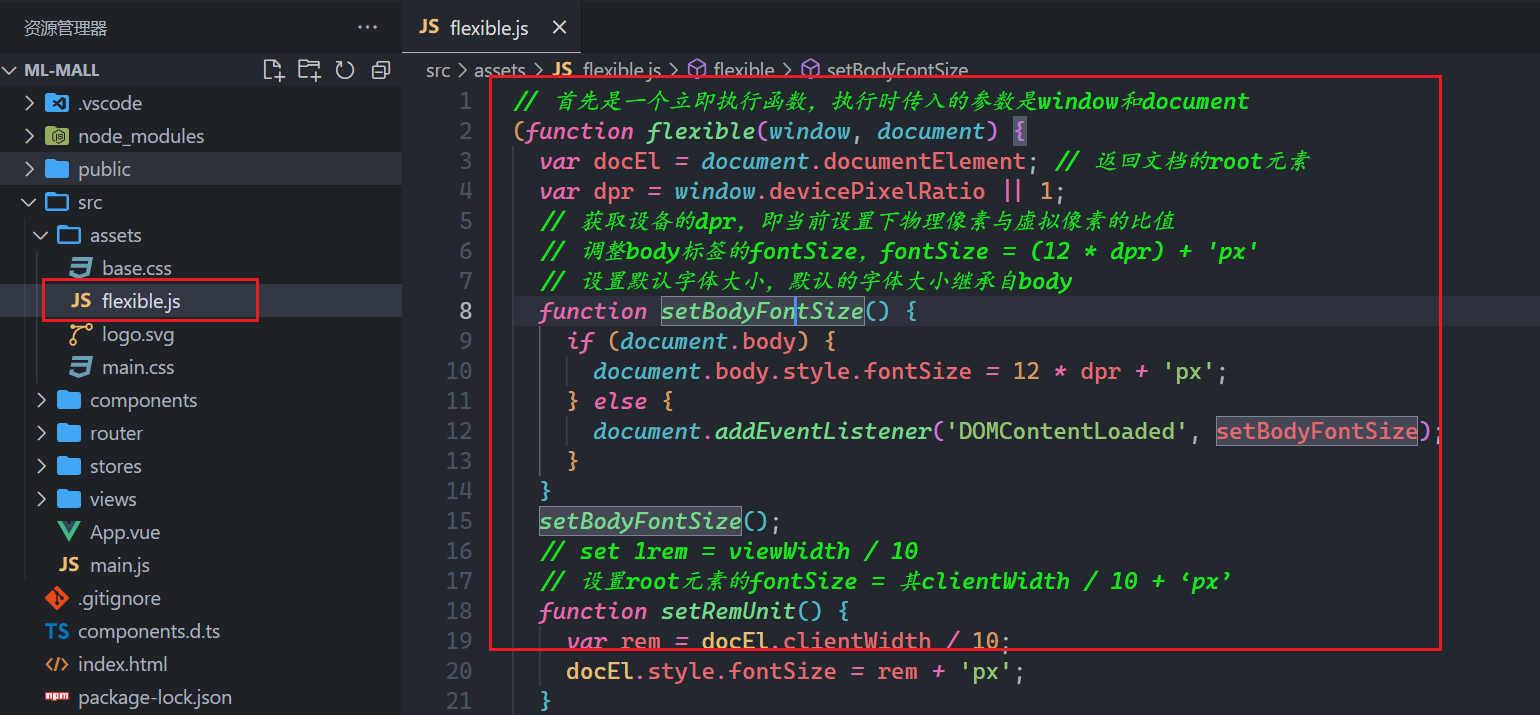 资源管理器
ML-MALL
.vscode
node_modules
public
src
assets
base.css
JS flexible.js
logo.svg
main.css
components
router
stores
views
App.vue
JS main.js
.gitignore
TS components.d.ts
index.html
package-lock.json
JS flexible.js
src > assets > JS flexible.js > flexible > setBodyFontSize
1 // 首先是一个立即执行函数，执行时传入的参数是window和document
2 (function flexible(window, document) {
3 var docEl = document.documentElement; // 返回文档的root元素
4 var dpr = window.devicePixelRatio || 1;
5 // 获取设备的dpr，即当前设置下物理像素与虚拟像素的比值
6 // 调整body标签的fontSize，fontSize = (12 * dpr) + 'px'
7 // 设置默认字体大小，默认的字体大小继承自body
8 function setBodyFontSize() {
9 if (document.body) {
10 document.body.style.fontSize = 12 * dpr + 'px';
11 } else {
12 document.addEventListener('DOMContentLoaded', setBodyFontSize);
13 }
14 }
15 setBodyFontSize();
16 // set 1rem = viewWidth / 10
17 // 设置root元素的fontSize = 其clientWidth / 10 + ‘px’
18 function setRemUnit() {
19 var rem = docEl.clientWidth / 10;
20 docEl.style.fontSize = rem + 'px';
21 }